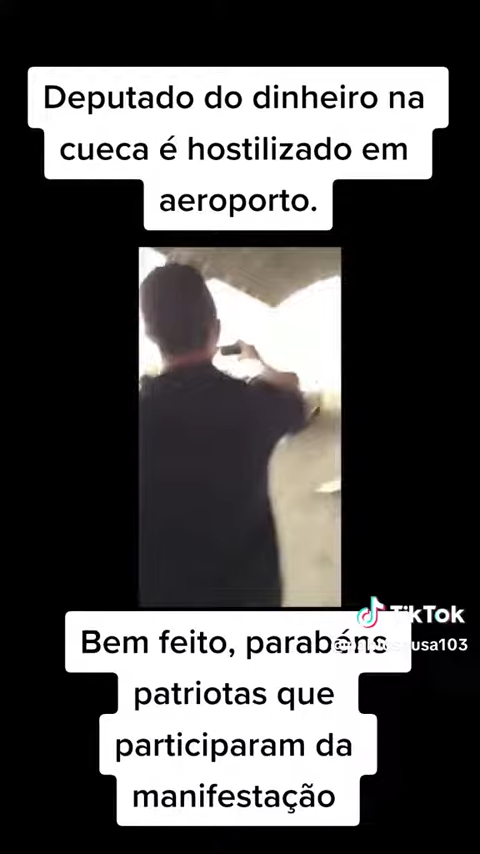 Deputado do dinheiro na
cueca é hostilizado em
aeroporto.
TikTok
Bem feito, parabéns
patriotas que
participaram da
manifestação